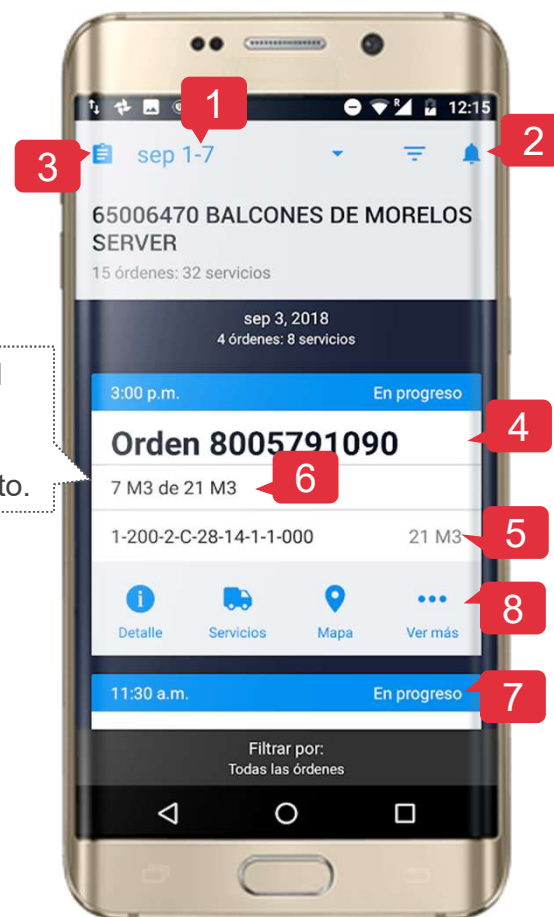 12:15
1
2
3
sep 1-7
65006470 BALCONES DE MORELOS
SERVER
15 órdenes: 32 servicios
sep 3, 2018
4 órdenes: 8 servicios
3:00 p.m. En progreso
4
Orden 8005791090
to.
6
7 M3 de 21 M3
1-200-2-C-28-14-1-1-000 21 M3
5
8
Detalle Servicios Mapa Ver más
7
11:30 a.m. En progreso
Filtrar por:
Todas las órdenes